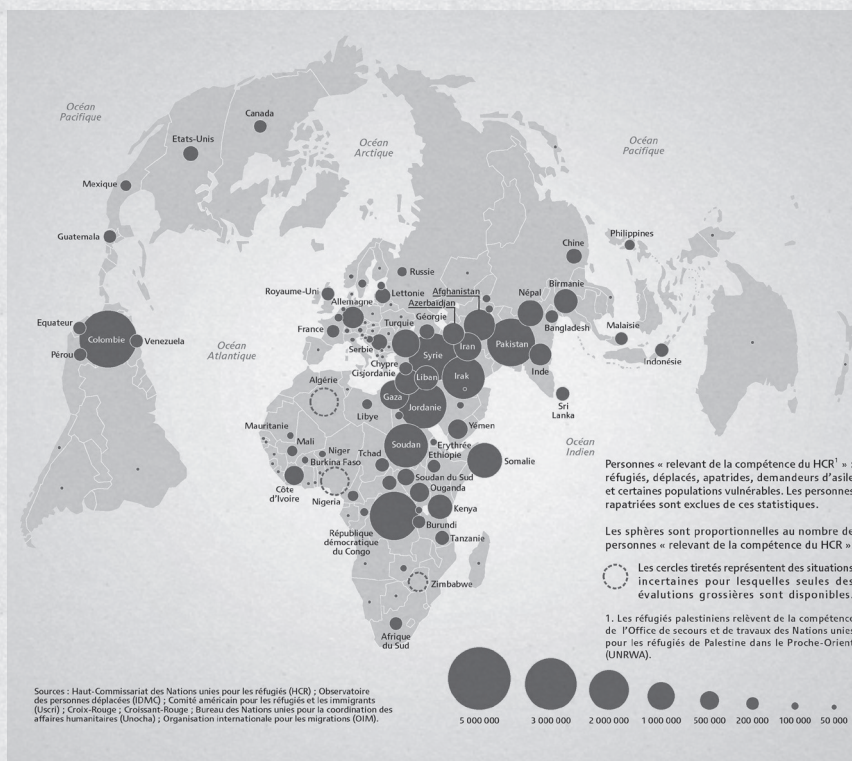 Océan
Pacifique
Canada
Etats-Unis
Océan
Arctique
Océan
Pacifique
Mexique
Guatemala
Philippines
Chine
Russie
Royaume-Uni
Lettonie
Allemagne
Afghanistan
Azerbaïdjan
Népal
Birmanie
Géorgie
Equateur
Colombie
Venezuela
Pérou
Océan
Atlantique
France
Turquie
Serbie
Bangladesh
Malaisie
Indonésie
Syrie
Iran
Pakistan
Inde
Chypre
Cisjordanie
Liban
Irak
Algérie
Gaza
Jordanie
Sri
Lanka
Libye
Mauritanie
Yémen
Mali
Niger
Tchad
Soudan
Erythrée
Ethiopie
Océan
Indien
Burkina Faso
Somalie
Côte
d'Ivoire
Nigeria
Soudan du Sud
Ouganda
Kenya
République
démocratique
du Congo
Burundi
Tanzanie
Zimbabwe
Afrique
du Sud
Personnes « relevant de la compétence du HCR1 » :
réfugiés, déplacés, apatrides, demandeurs d'asile
et certaines populations vulnérables. Les personnes
rapatriées sont exclues de ces statistiques.
Les sphères sont proportionnelles au nombre de
personnes « relevant de la compétence du HCR »
Les cercles tiretés représentent des situations
incertaines pour lesquelles seules des
évalutions grossières sont disponibles.
1. Les réfugiés palestiniens relèvent de la compétence
de l'Office de secours et de travaux des Nations unies
pour les réfugiés de Palestine dans le Proche-Orient
(UNRWA).
Sources : Haut-Commissariat des Nations unies pour les réfugiés (HCR) ; Observatoire
des personnes déplacées (IDMC) ; Comité américain pour les réfugiés et les immigrants
(Uscri) ; Croix-Rouge ; Croissant-Rouge ; Bureau des Nations unies pour la coordination des
affaires humanitaires (Unocha) ; Organisation internationale pour les migrations (OIM).
5 000 000
3 000 000
2 000 000
1 000 000
500 000
200 000
100 000
50 000